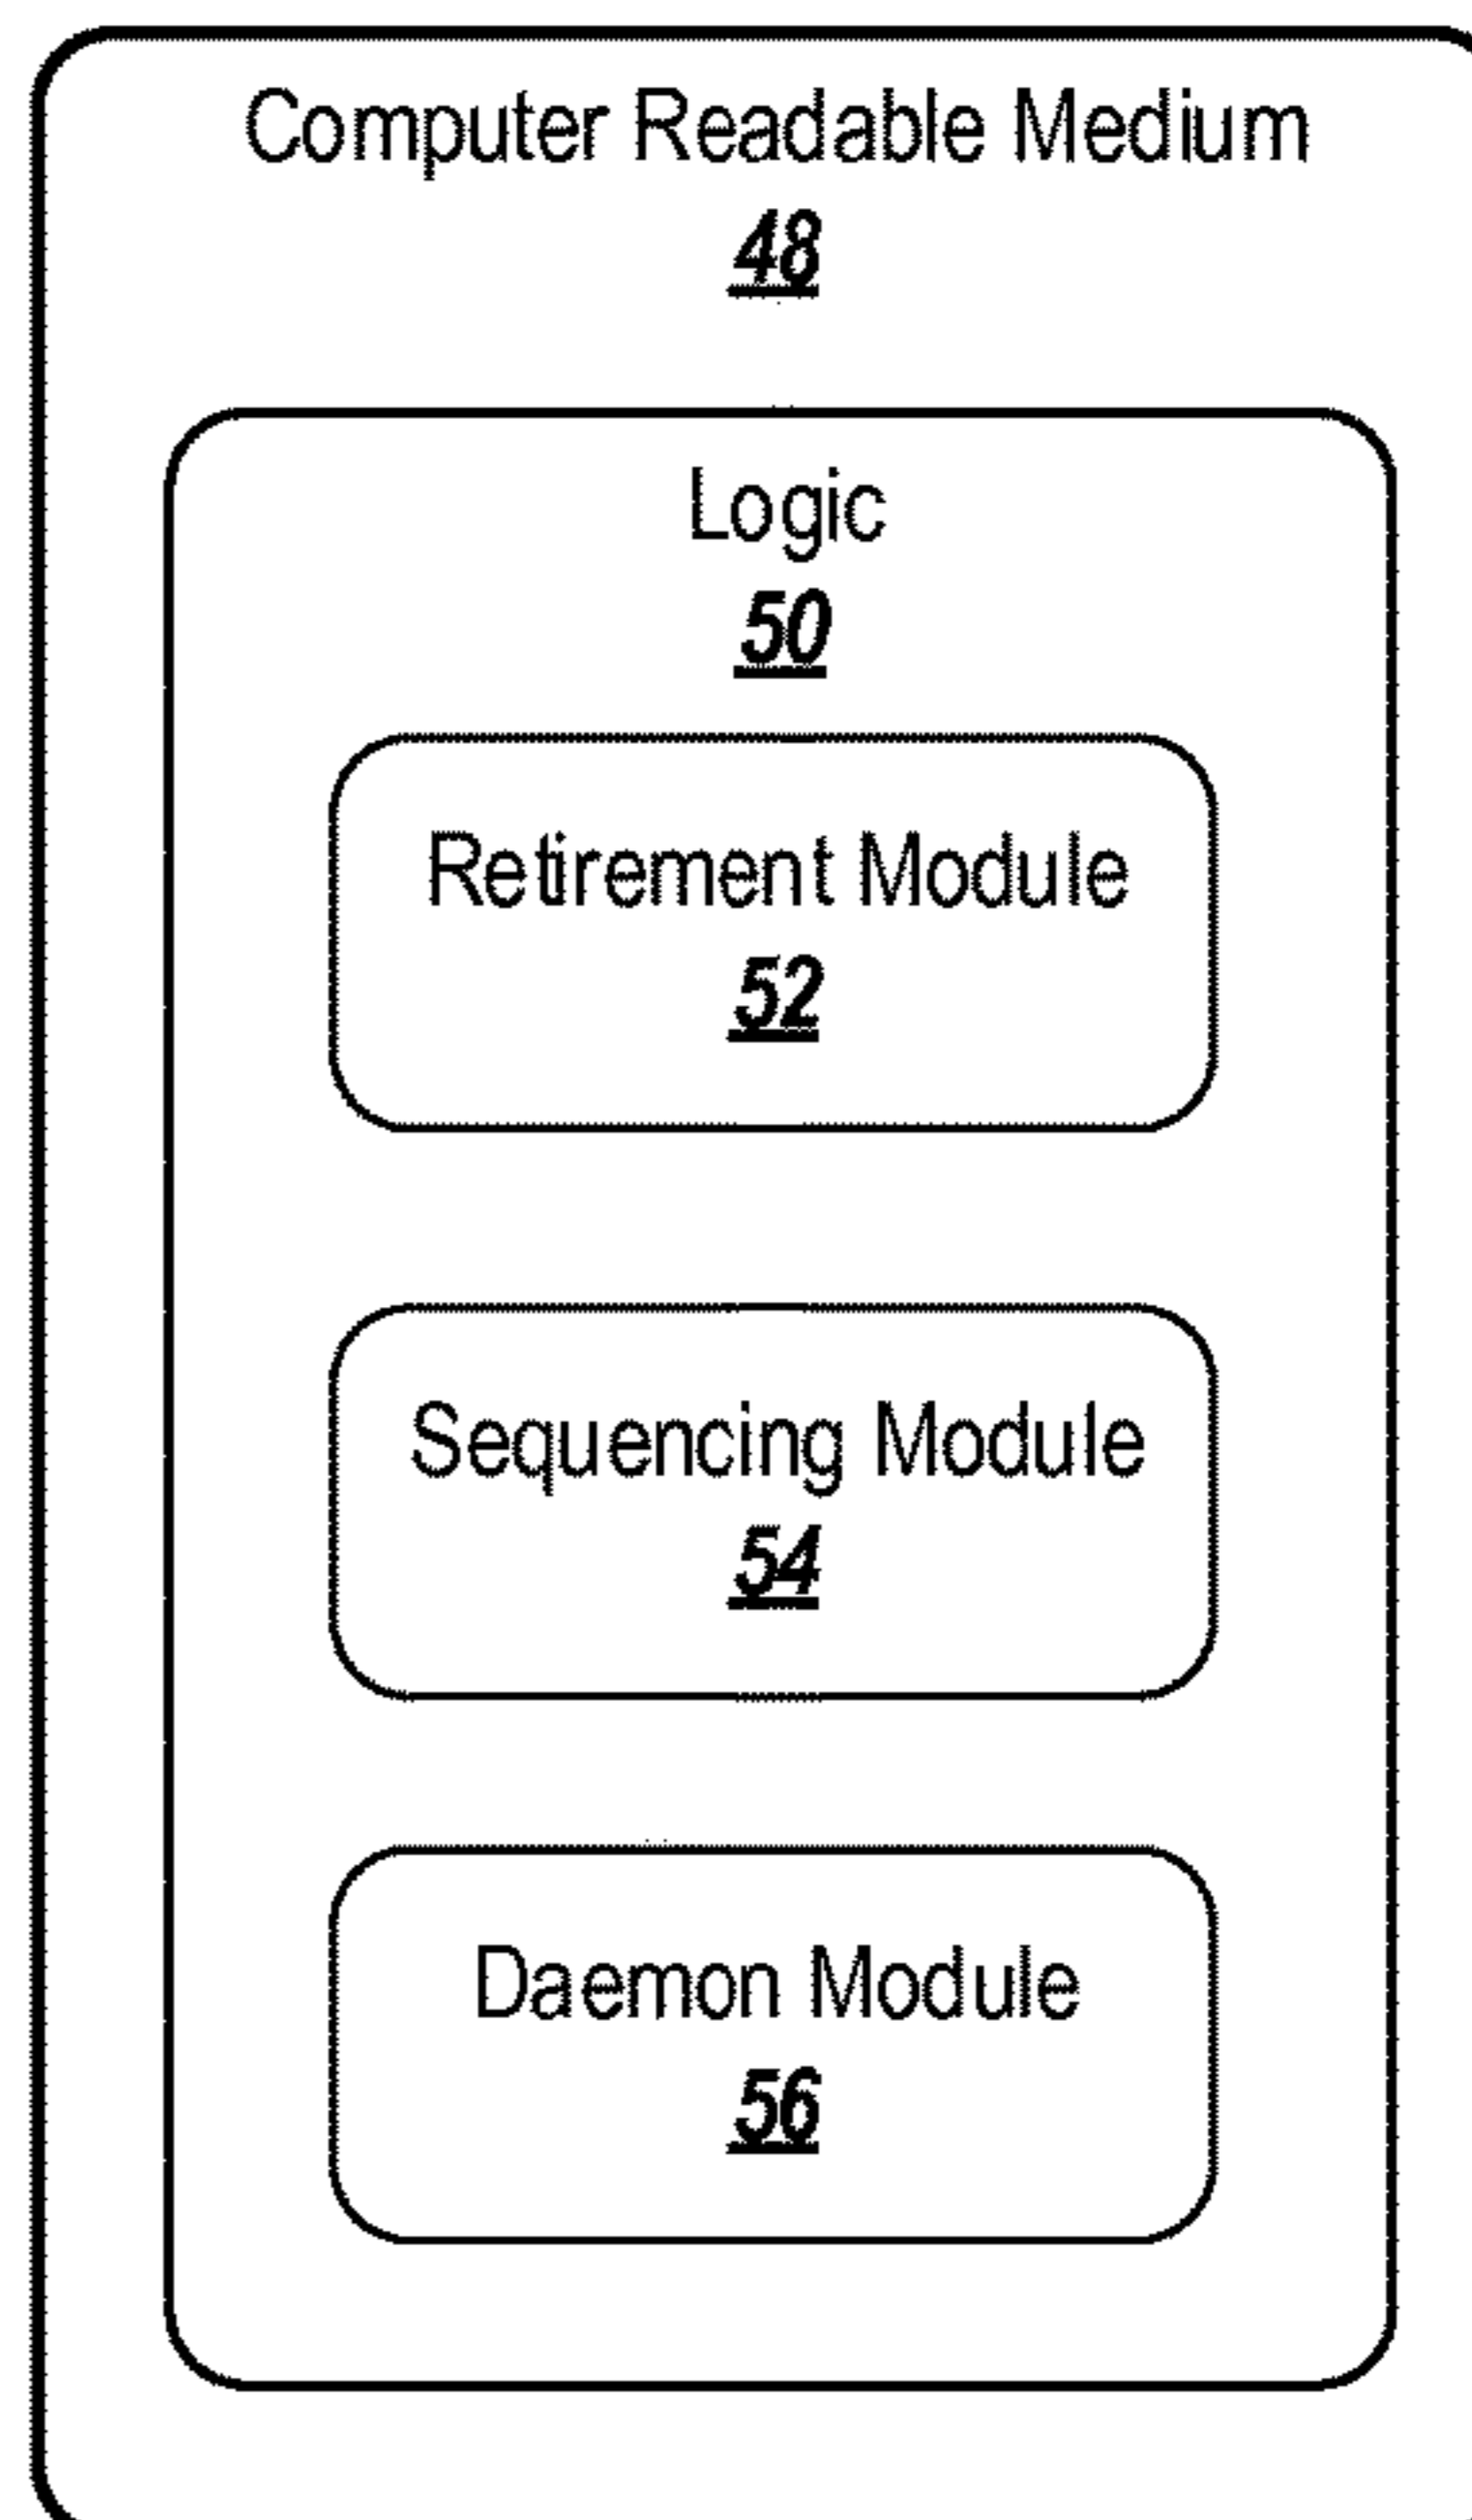 Computer Readable Medium
48
Logic
50
Retirement Module
52
Sequencing Module
54
Daemon Module
56